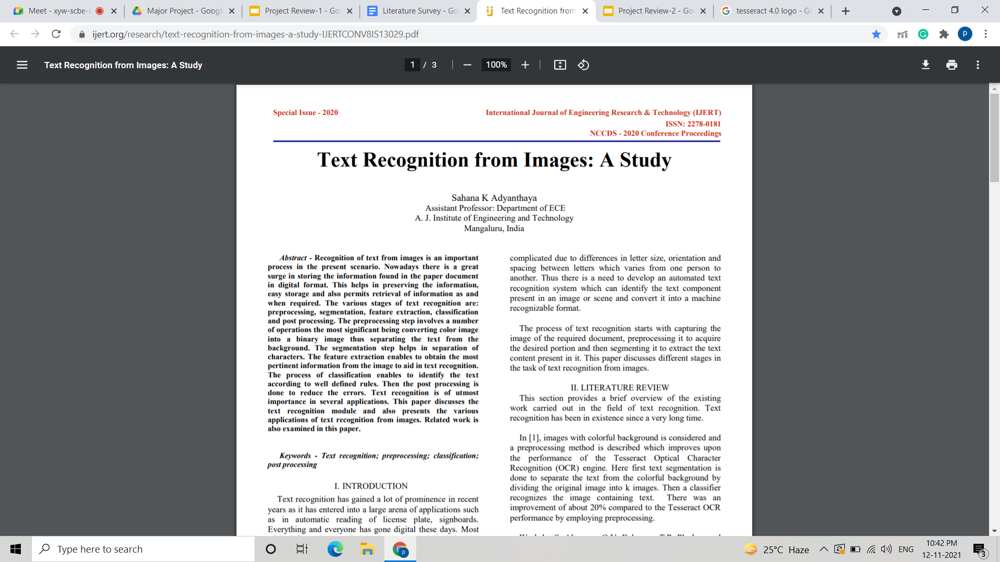 Meet - xyw-scbe-
Major Project - Google
Project Review-1 - Goo
Literature Survey - Go
Text Recognition from
Project Review-2 - Goo
tesseract 4.0 logo - Go
ijert.org/research/text-recognition-from-images-a-study-IJERTCONV8IS13029.pdf
P
Text Recognition from Images: A Study
1 / 3
100%
Special Issue - 2020
International Journal of Engineering Research & Technology (IJERT)
ISSN: 2278-0181
NCCDS - 2020 Conference Proceedings
Text Recognition from Images: A Study
Sahana K Adyanthaya
Assistant Professor: Department of ECE
A. J. Institute of Engineering and Technology
Mangaluru, India
Abstract - Recognition of text from images is an important
process in the present scenario. Nowadays there is a great
surge in storing the information found in the paper document
in digital format. This helps in preserving the information,
easy storage and also permits retrieval of information as and
when required. The various stages of text recognition are:
preprocessing, segmentation, feature extraction, classification
and post processing. The preprocessing step involves a number
of operations the most significant being converting color image
into a binary image thus separating the text from the
background. The segmentation step helps in separation of
characters. The feature extraction enables to obtain the most
pertinent information from the image to aid in text recognition.
The process of classification enables to identify the text
according to well defined rules. Then the post processing is
done to reduce the errors. Text recognition is of utmost
importance in several applications. This paper discusses the
text recognition module and also presents the various
applications of text recognition from images. Related work is
also examined in this paper.
Keywords - Text recognition; preprocessing; classification;
post processing
I. INTRODUCTION
Text recognition has gained a lot of prominence in recent
years as it has entered into a large arena of applications such
as in automatic reading of license plate, signboards.
Everything and everyone has gone digital these days. Most
complicated due to differences in letter size, orientation and
spacing between letters which varies from one person to
another. Thus there is a need to develop an automated text
recognition system which can identify the text component
present in an image or scene and convert it into a machine
recognizable format.
The process of text recognition starts with capturing the
image of the required document, preprocessing it to acquire
the desired portion and then segmenting it to extract the text
content present in it. This paper discusses different stages in
the task of text recognition from images.
II. LITERATURE REVIEW
This section provides a brief overview of the existing
work carried out in the field of text recognition. Text
recognition has been in existence since a very long time.
In [1], images with colorful background is considered and
a preprocessing method is described which improves upon
the performance of the Tesseract Optical Character
Recognition (OCR) engine. Here first text segmentation is
done to separate the text from the colorful background by
dividing the original image into k images. Then a classifier
recognizes the image containing text. There was an
improvement of about 20% compared to the Tesseract OCR
performance by employing preprocessing.
Type here to search
P
25°C Haze
ENG
10:42 PM
12-11-2021
3